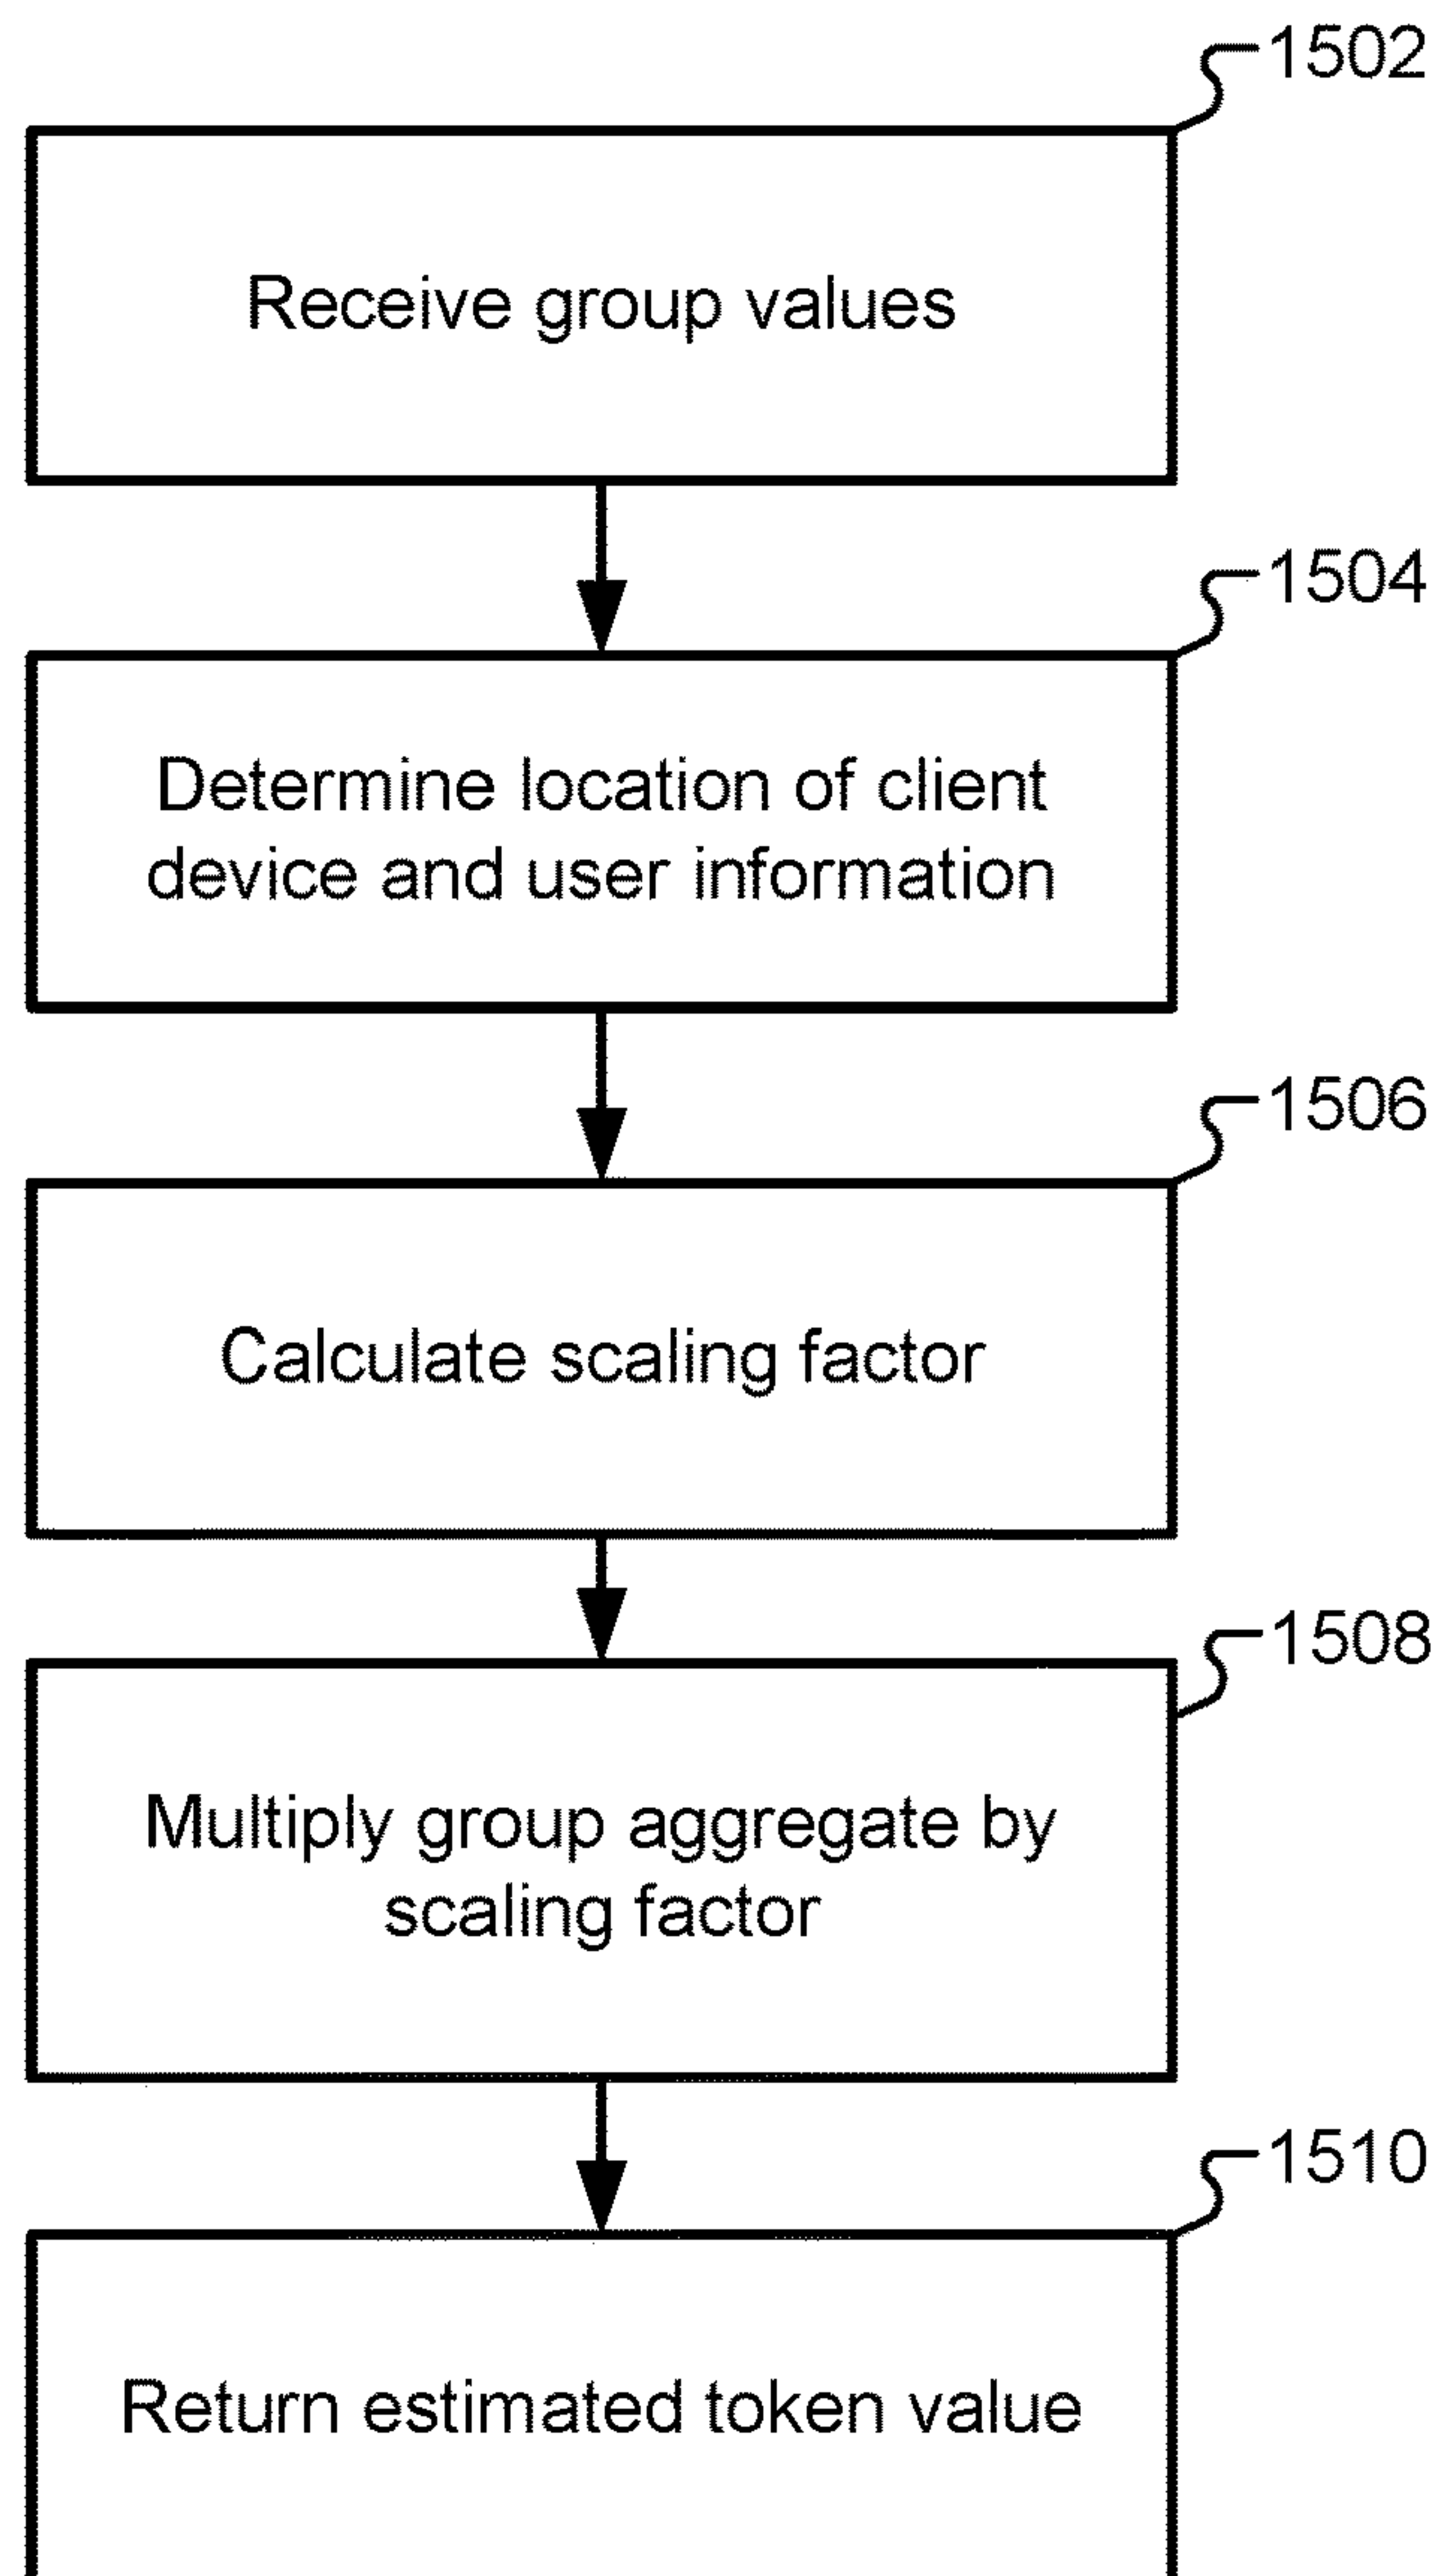 1502
Receive group values
1504
Determine location of client
device and user information
1506
Calculate scaling factor
1508
Multiply group aggregate by
scaling factor
1510
Return estimated token value